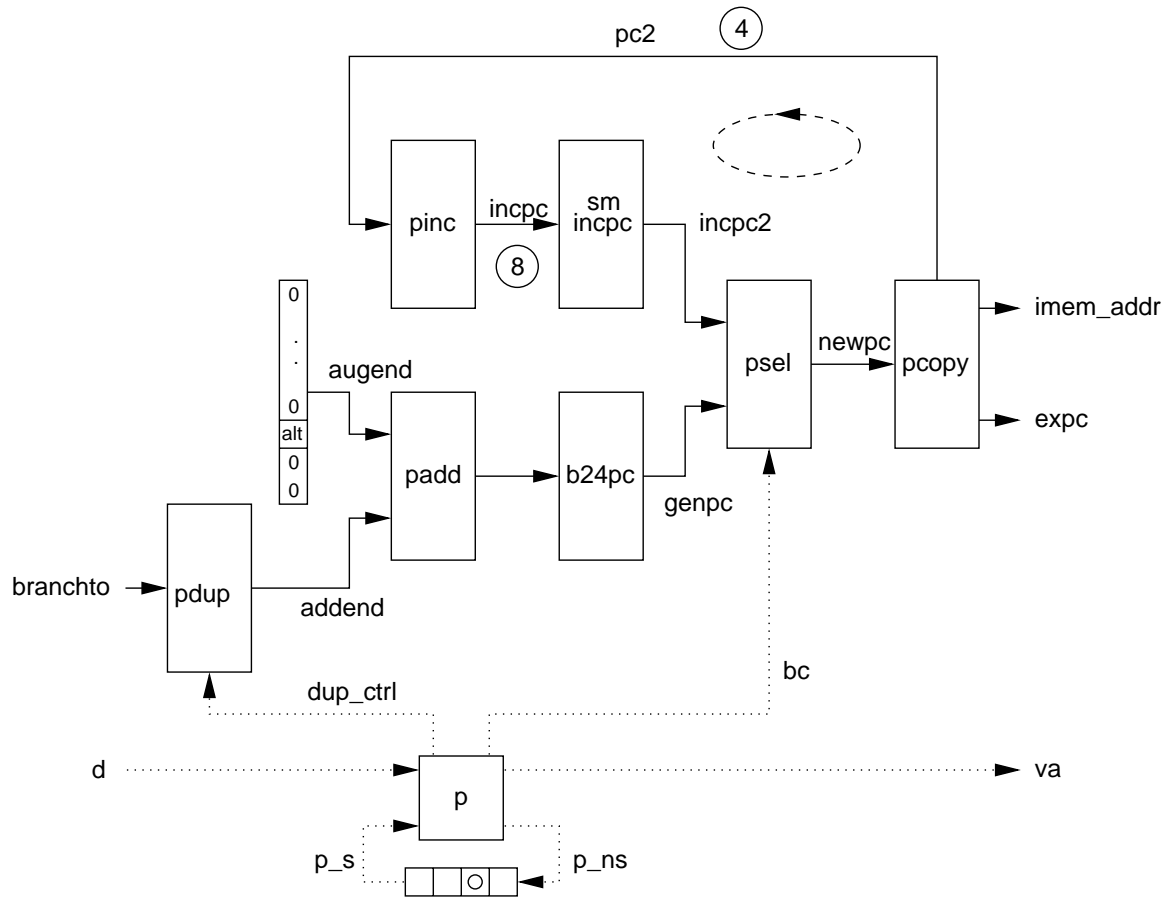 pc2
4
pinc
incpc
8
sm
incpc
incpc2
0
.
.
0
alt
0
0
augend
padd
b24pc
genpc
psel
newpc
pcopy
imem_addr
expc
branchto
pdup
addend
dup_ctrl
bc
d
p
va
p_s
p_ns